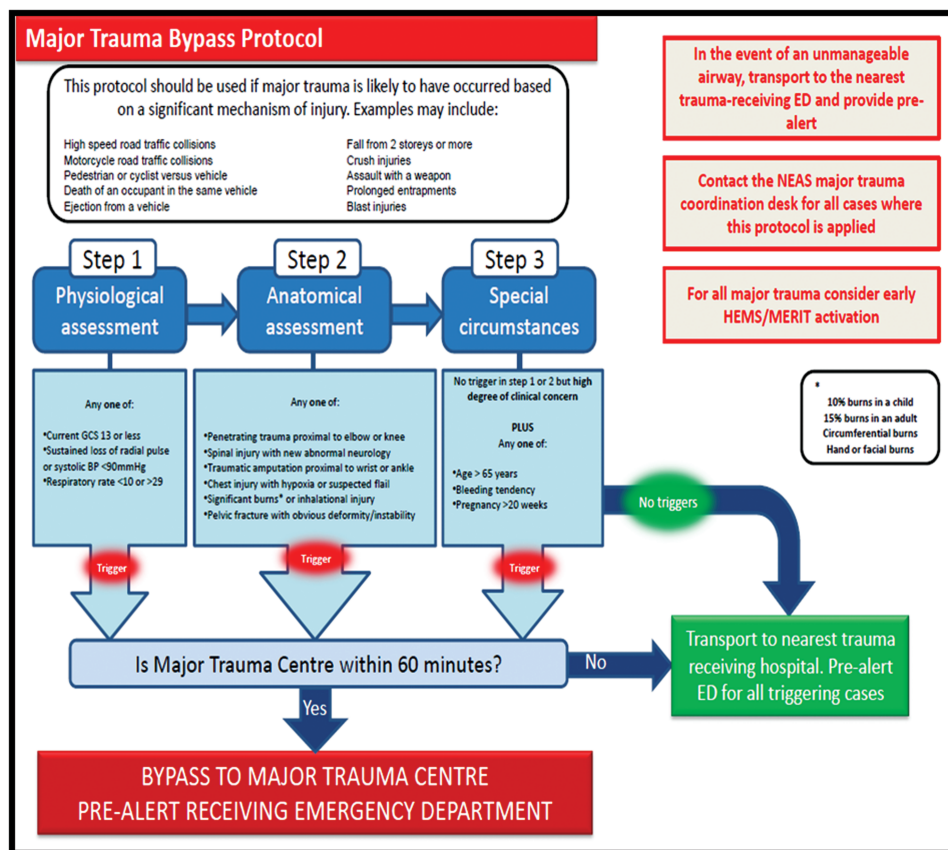 Major Trauma Bypass Protocol
This protocol should be used if major trauma is likely to have occurred based
on a significant mechanism of injury. Examples may include:
High speed road traffic collisions
Motorcycle road traffic collisions
Pedestrian or cyclist versus vehicle
Death of an occupant in the same vehicle
Ejection from a vehicle
Fall from 2 storeys or more
Crush injuries
Assault with a weapon
Prolonged entrapments
Blast injuries
In the event of an unmanageable
airway, transport to the nearest
trauma-receiving ED and provide pre-
alert
Contact the NEAS major trauma
coordination desk for all cases where
this protocol is applied
For all major trauma consider early
HEMS/MERIT activation
Step 1
Physiological
assessment
Step 2
Anatomical
assessment
Step 3
Special
circumstances
Any one of:
•Current GCS 13 or less
•Sustained loss of radial pulse
or systolic BP <90mmHg
•Respiratory rate <10 or >29
Any one of:
•Penetrating trauma proximal to elbow or knee
•Spinal injury with new abnormal neurology
•Traumatic amputation proximal to wrist or ankle
•Chest injury with hypoxia or suspected flail
•Significant burns* or inhalational injury
•Pelvic fracture with obvious deformity/instability
No trigger in step 1 or 2 but high
degree of clinical concern
PLUS
Any one of:
•Age > 65 years
•Bleeding tendency
•Pregnancy >20 weeks
*
10% burns in a child
15% burns in an adult
Circumferential burns
Hand or facial burns
No triggers
Trigger
Trigger
Trigger
Is Major Trauma Centre within 60 minutes?
No
Transport to nearest trauma
receiving hospital. Pre-alert
ED for all triggering cases
Yes
BYPASS TO MAJOR TRAUMA CENTRE
PRE-ALERT RECEIVING EMERGENCY DEPARTMENT